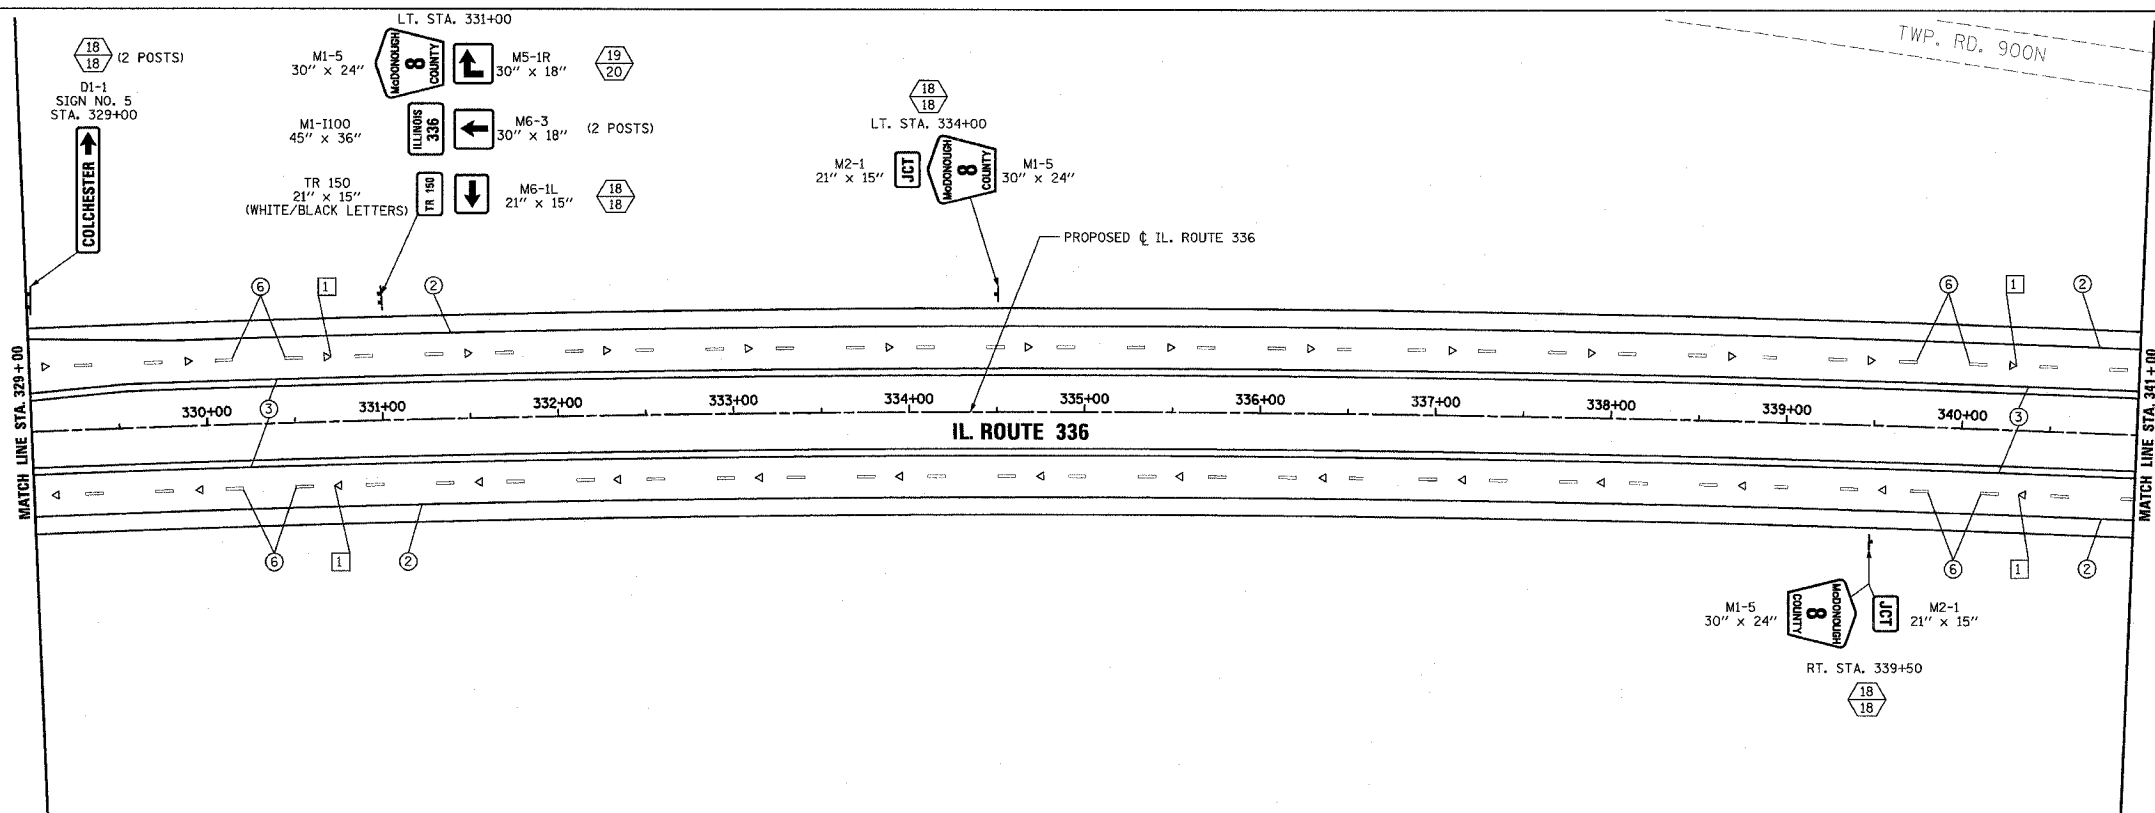 18
18
(2 POSTS)
D1-1
SIGN NO. 5
STA. 329+00
COLCHESTER
LT. STA. 331+00
M1-5
30" x 24"
McDONOUGH
8
COUNTY
M5-1R
30" x 18"
19
20
M1-I100
45" x 36"
ILLINOIS
336
M6-3
30" x 18"
(2 POSTS)
TR 150
21" x 15"
(WHITE/BLACK LETTERS)
TR 150
M6-1L
21" x 15"
18
18
18
18
LT. STA. 334+00
M2-1
21" x 15"
JCT
McDONOUGH
8
COUNTY
M1-5
30" x 24"
TWP. RD. 900N
PROPOSED ℄ IL. ROUTE 336
6
1
2
6
1
2
MATCH LINE STA. 329+00
330+00
3
331+00
332+00
333+00
334+00
335+00
336+00
337+00
338+00
339+00
340+00
3
MATCH LINE STA. 341+00
IL. ROUTE 336
6
1
2
6
1
2
M1-5
30" x 24"
COUNTY
8
McDONOUGH
JCT
M2-1
21" x 15"
RT. STA. 339+50
18
18